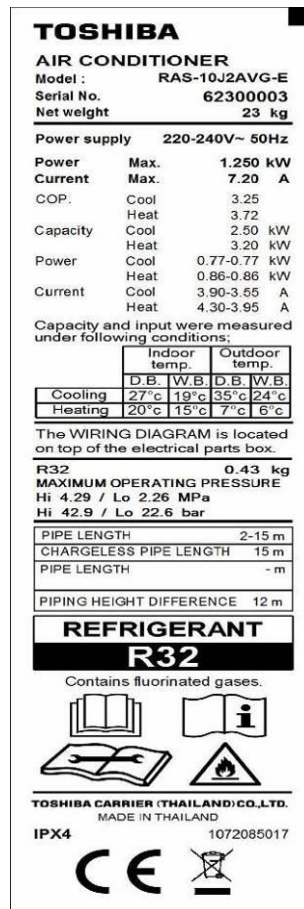 TOSHIBA
AIR CONDITIONER
Model : RAS-10J2AVG-E
Serial No. 62300003
Net weight 23 kg
Power supply 220-240V~ 50Hz
Power Max. 1.250 kW
Current Max. 7.20 A
COP. Cool 3.25
Heat 3.72
Capacity Cool 2.50 kW
Heat 3.20 kW
Power Cool 0.77-0.77 kW
Heat 0.86-0.86 kW
Current Cool 3.90-3.55 A
Heat 4.30-3.95 A
Capacity and input were measured
under following conditions;
Indoor temp. Outdoor temp.
D.B. W.B. D.B. W.B.
Cooling 27°c 19°c 35°c 24°c
Heating 20°c 15°c 7°c 6°c
The WIRING DIAGRAM is located
on top of the electrical parts box.
R32 0.43 kg
MAXIMUM OPERATING PRESSURE
Hi 4.29 / Lo 2.26 MPa
Hi 42.9 / Lo 22.6 bar
PIPE LENGTH 2-15 m
CHARGELESS PIPE LENGTH 15 m
PIPE LENGTH - m
PIPING HEIGHT DIFFERENCE 12 m
REFRIGERANT
R32
Contains fluorinated gases.
i
TOSHIBA CARRIER (THAILAND) CO.,LTD.
MADE IN THAILAND
IPX4 1072085017
CE